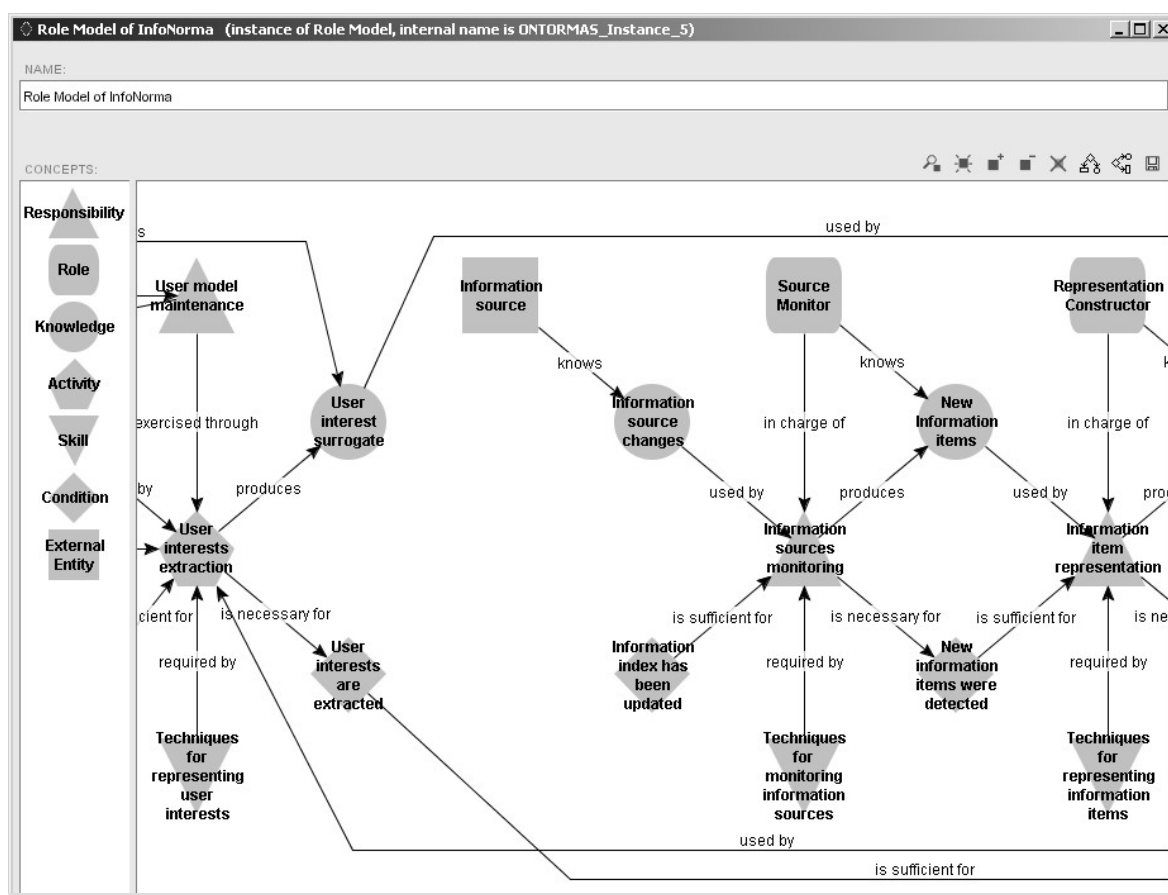 Role Model of InfoNorma (instance of Role Model, internal name is ONTORMAS_Instance_5)
NAME:
Role Model of InfoNorma
CONCEPTS:
Responsibility
Role
Knowledge
Activity
Skill
Condition
External
Entity
s
used by
User model
maintenance
Information
source
Source
Monitor
Representation
Constructor
knows
knows
k
exercised through
User
interest
surrogate
Information
source
changes
in charge of
New
Information
items
in charge of
by
produces
used by
produces
used by
proc
User
interests
extraction
Information
sources
monitoring
Information
item
representation
cient for
is necessary for
is sufficient for
is necessary for
is sufficient for
is ne
required by
User
interests
are
extracted
Information
index has
been
updated
required by
New
information
items were
detected
required by
Techniques
for
representing
user
interests
Techniques
for
monitoring
information
sources
Techniques
for
representing
information
items
used by
is sufficient for